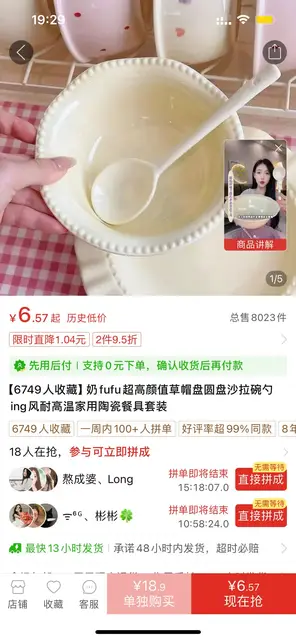 19:29
商品讲解
1/5
¥6.57起 历史低价 总售8023件
限时直降1.04元 2件9.5折
先用后付 | 支持0元下单，确认收货后再付款
【6749人收藏】奶fufu超高颜值草帽盘圆盘沙拉碗勺
ing风耐高温家用陶瓷餐具套装
6749人收藏 一周内100+人拼单 好评率超99%同款 8年
18人在抢，参与可立即拼成
熬成婆、Long 拼单即将结束 15:18:07.0 无需等待 直接拼成
彬彬🍀 拼单即将结束 10:58:24.0 无需等待 直接拼成
最快13小时发货 | 承诺48小时内发货，超时必赔
店铺 收藏 客服 ¥18.9 单独购买 ¥6.57 现在抢